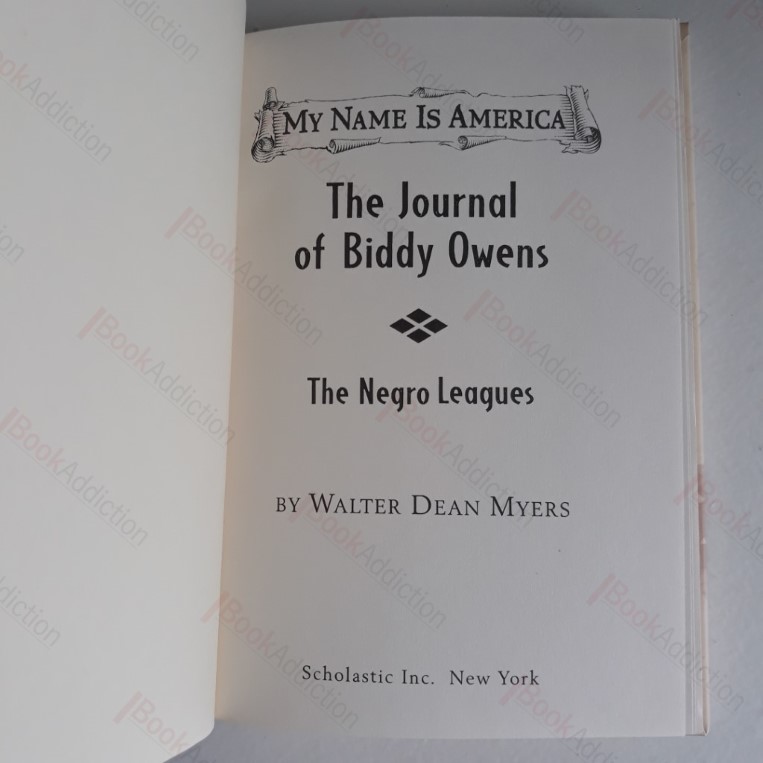 MY NAME IS AMERICA
The Journal
of Biddy Owens
The Negro Leagues
BY WALTER DEAN MYERS
Scholastic Inc. New York
iBookAddiction